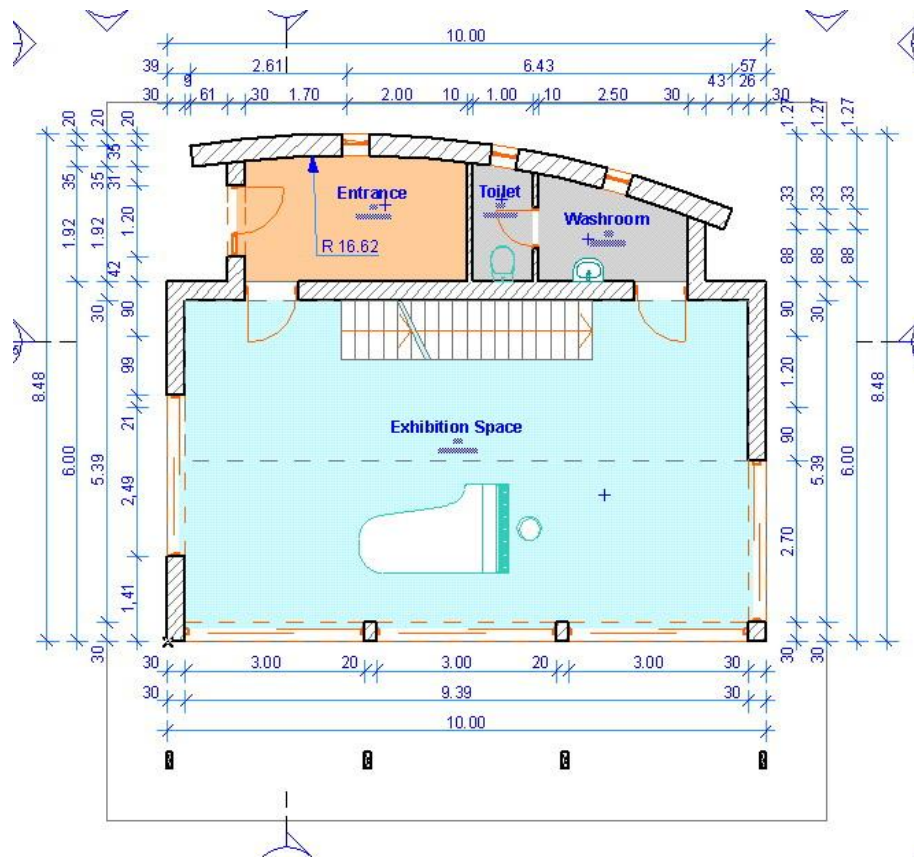 10.00
39 2.61 6.43 57
9 43 26
30 61 30 1.70 2.00 10 1.00 10 2.50 30 30
20 20 20 1.27 1.27 1.27
35 35 35 31
Entrance Toilet
Washroom
33 33 33
1.92 1.92 1.20
R 16.62
42 88 88 88
30 90 90 30
99 1.20
8.48 8.48
21 90
Exhibition Space
6.00 5.39 2,49 5.39 6.00
2.70
1,41
30 30 30
30 3.00 20 3.00 20 3.00 30
30 9.39 30
10.00